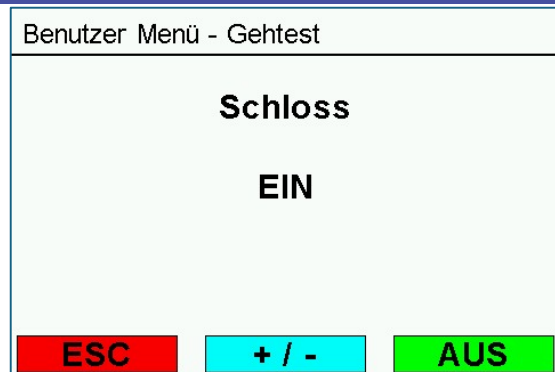 Benutzer Menü - Gehtest
Schloss
EIN
ESC + / - AUS